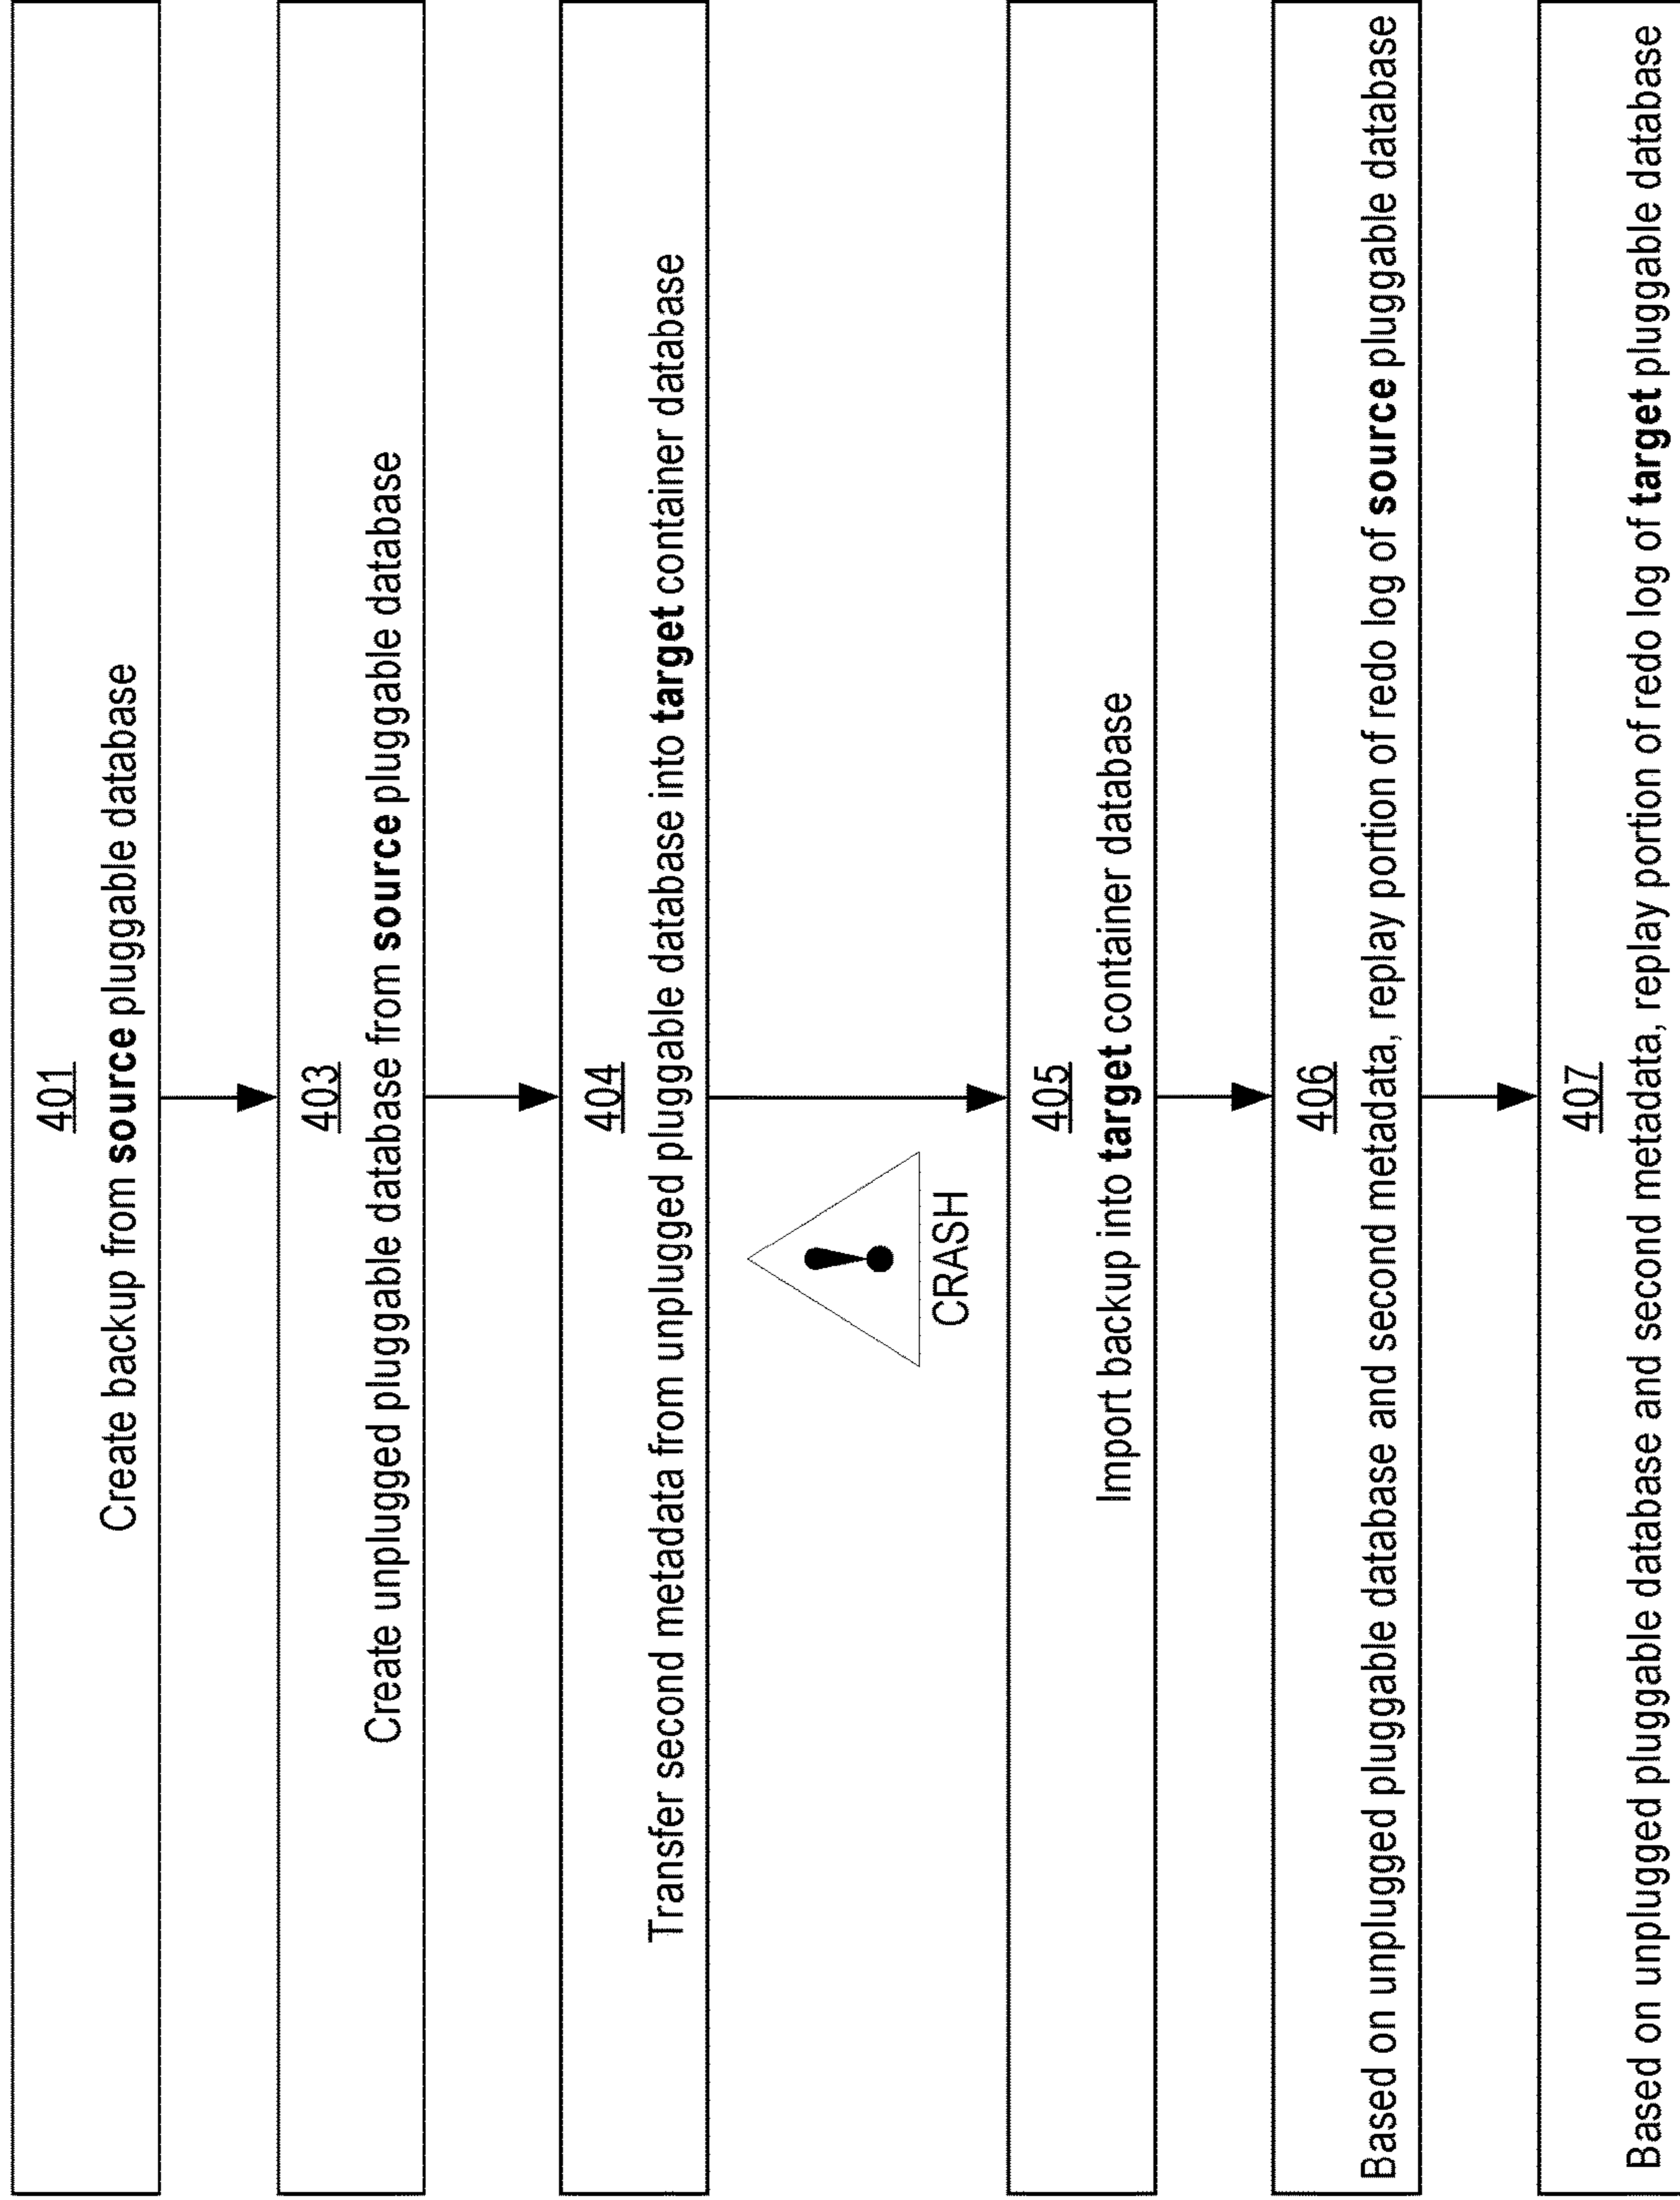 401
Create backup from source pluggable database
403
Create unplugged pluggable database from source pluggable database
404
Transfer second metadata from unplugged pluggable database into target container database
CRASH
405
Import backup into target container database
406
Based on unplugged pluggable database and second metadata, replay portion of redo log of source pluggable database
407
Based on unplugged pluggable database and second metadata, replay portion of redo log of target pluggable database